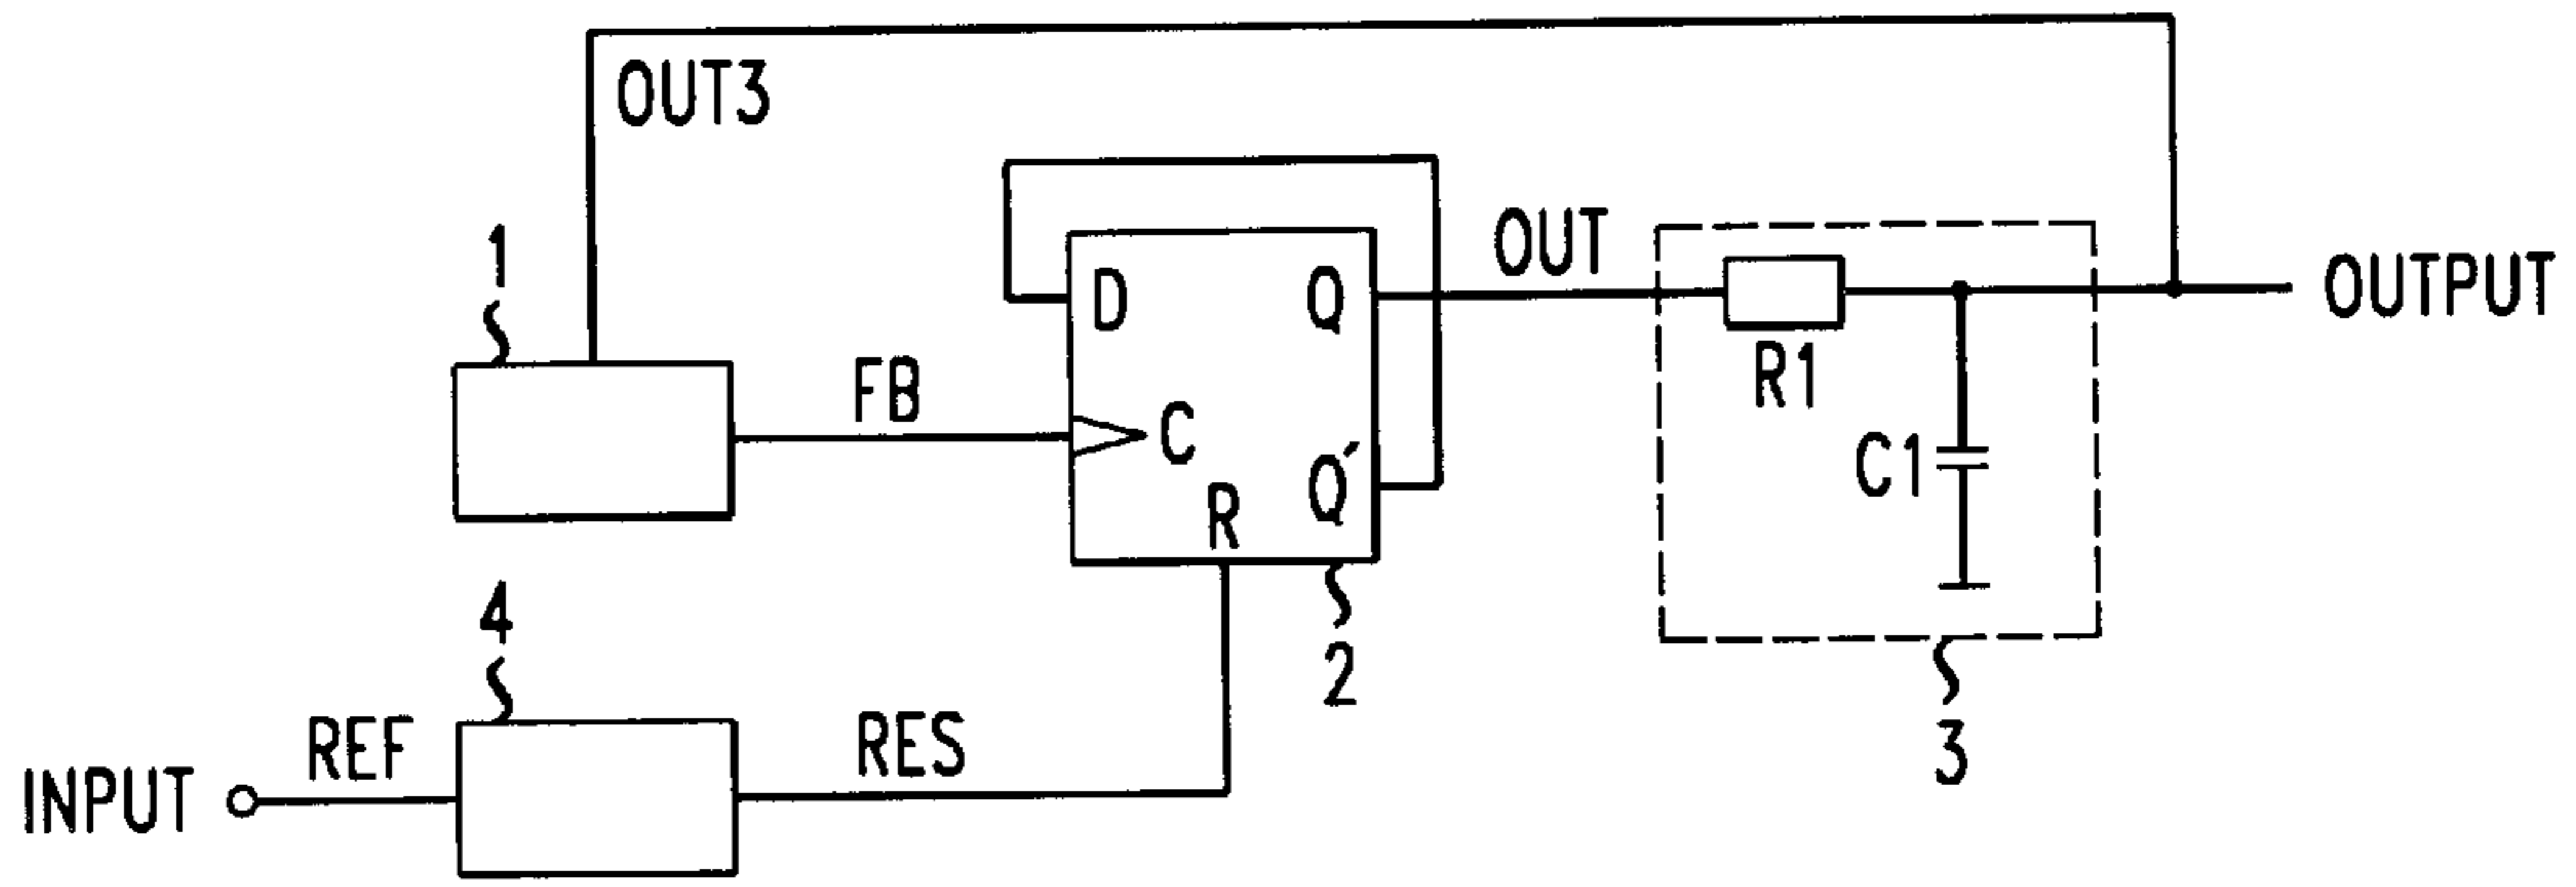 OUT3
1
OUT
D
Q
OUTPUT
R1
FB
C
C1
Q′
R
4
2
REF
RES
3
INPUT